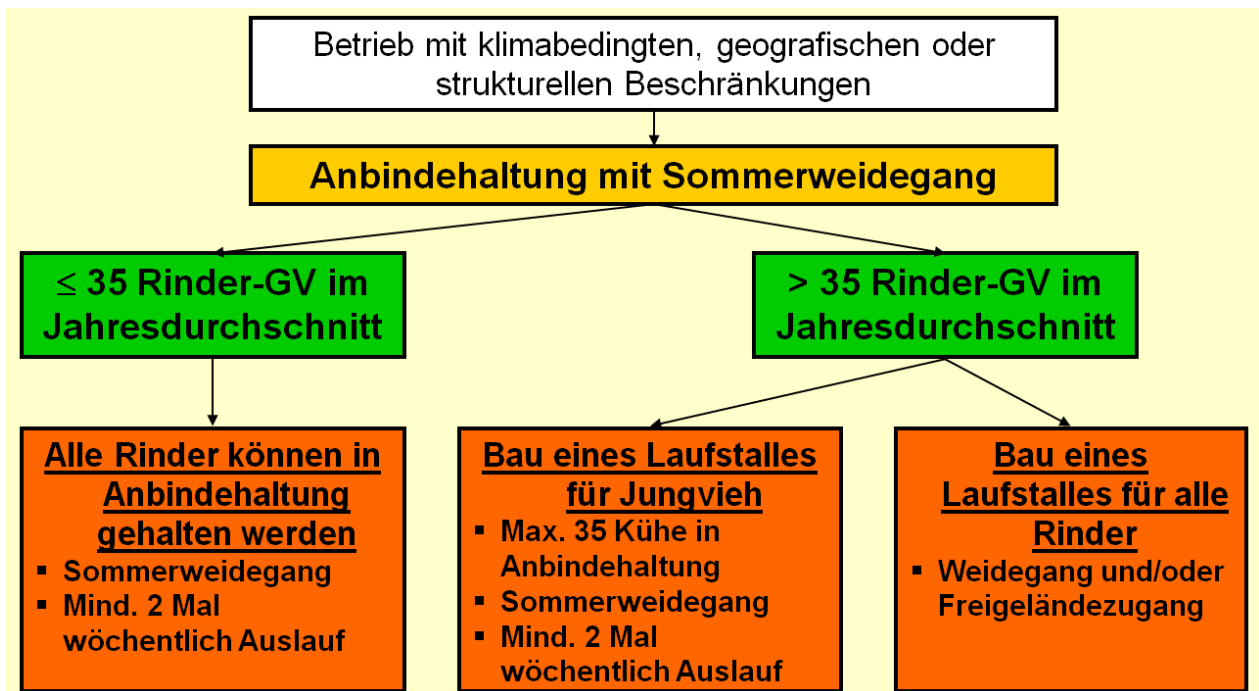 Betrieb mit klimabedingten, geografischen oder
strukturellen Beschränkungen
Anbindehaltung mit Sommerweidegang
≤ 35 Rinder-GV im
Jahresdurchschnitt
> 35 Rinder-GV im
Jahresdurchschnitt
Alle Rinder können in
Anbindehaltung
gehalten werden
▪ Sommerweidegang
▪ Mind. 2 Mal
wöchentlich Auslauf
Bau eines Laufstalles
für Jungvieh
▪ Max. 35 Kühe in
Anbindehaltung
▪ Sommerweidegang
▪ Mind. 2 Mal
wöchentlich Auslauf
Bau eines
Laufstalles für alle
Rinder
▪ Weidegang und/oder
Freigeländezugang